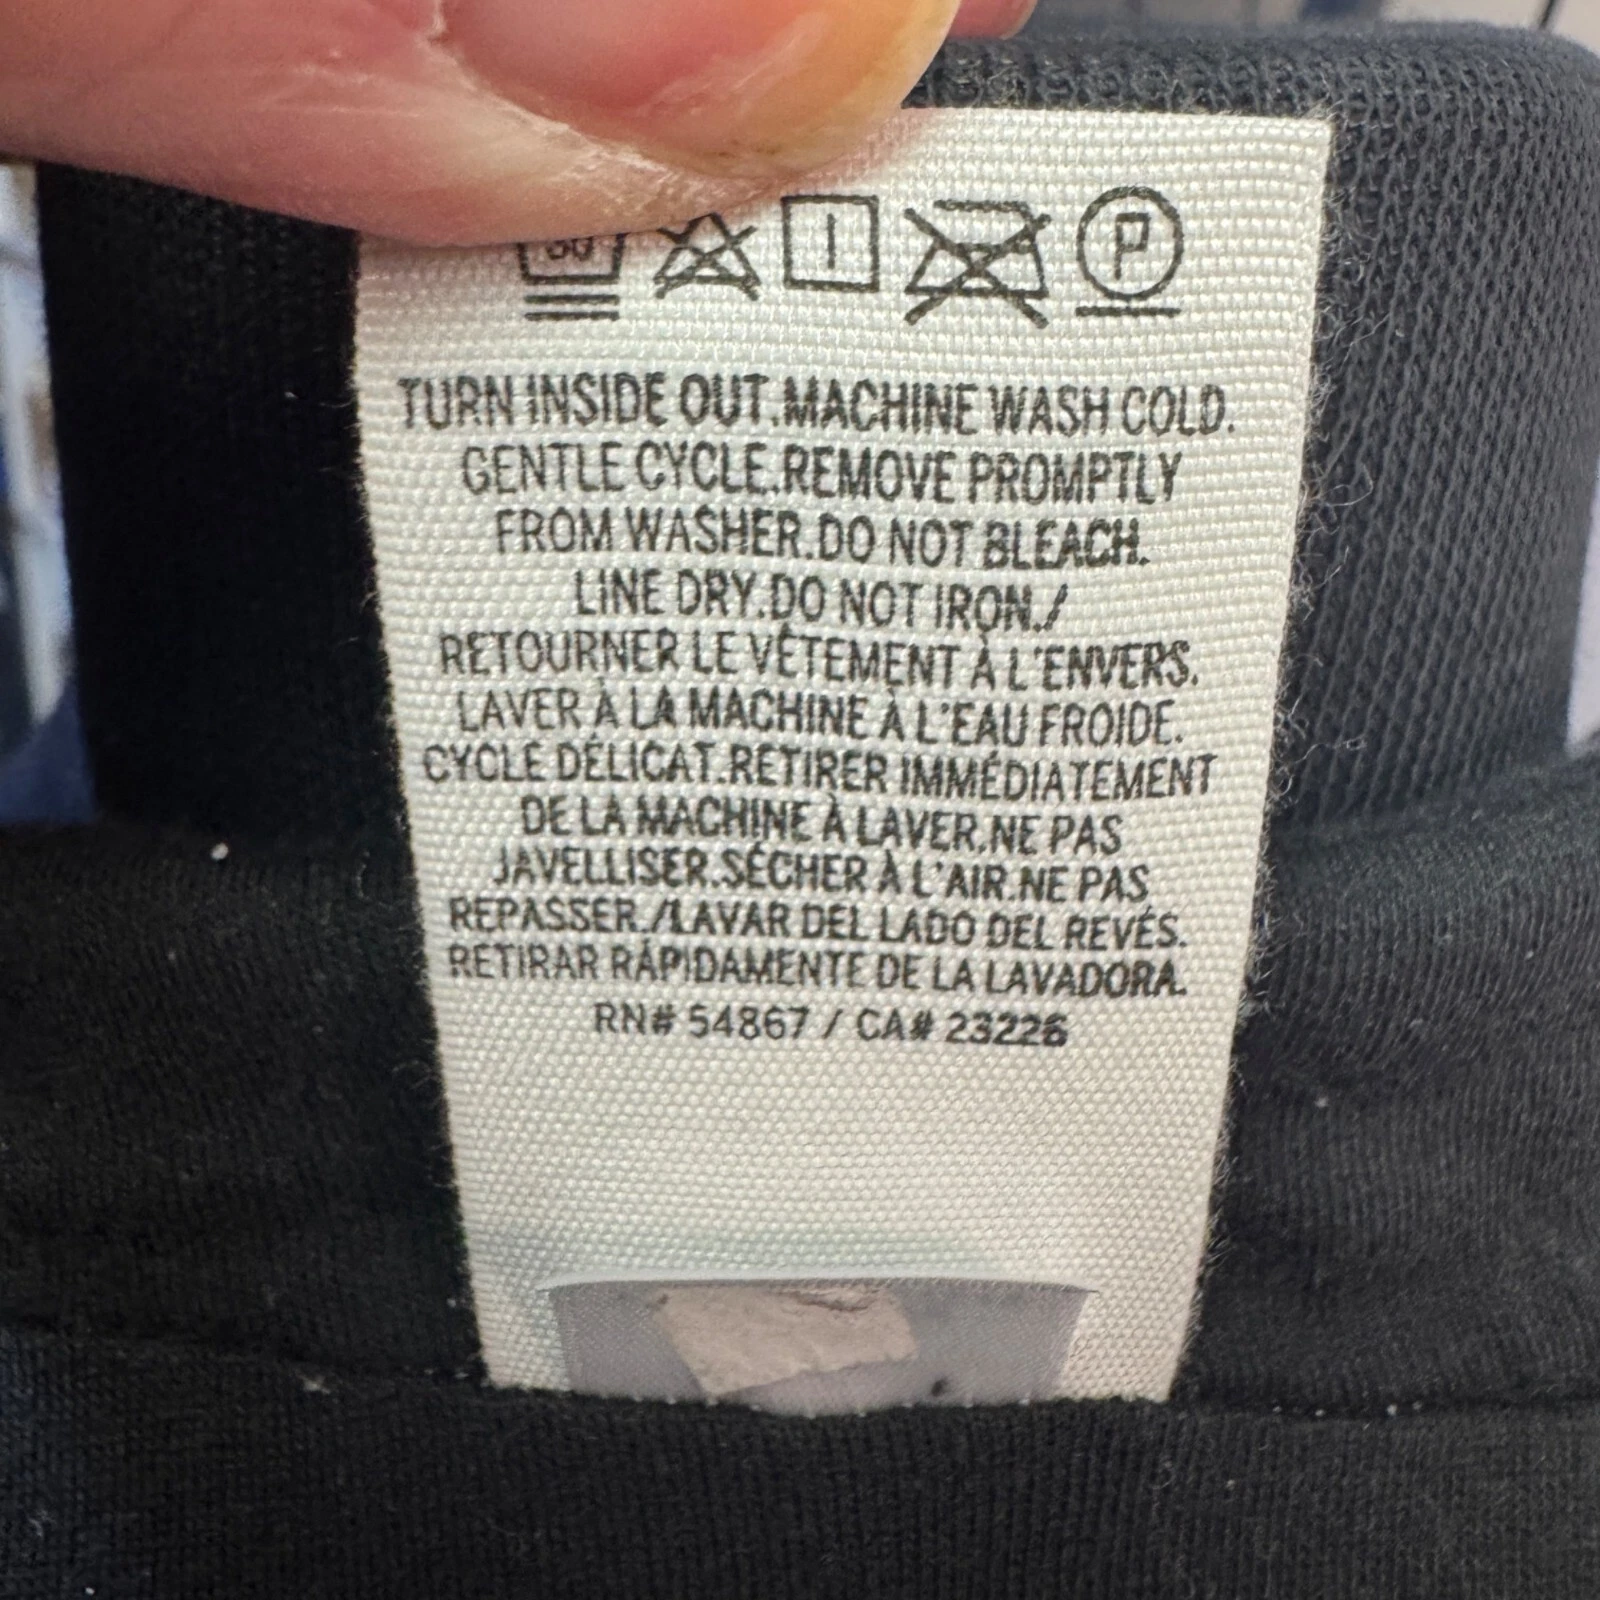 30 P
TURN INSIDE OUT.MACHINE WASH COLD.
GENTLE CYCLE.REMOVE PROMPTLY
FROM WASHER.DO NOT BLEACH.
LINE DRY.DO NOT IRON./
RETOURNER LE VÊTEMENT À L'ENVERS.
LAVER À LA MACHINE À L'EAU FROIDE.
CYCLE DÉLICAT.RETIRER IMMÉDIATEMENT
DE LA MACHINE À LAVER.NE PAS
JAVELLISER.SÉCHER À L'AIR.NE PAS
REPASSER./LAVAR DEL LADO DEL REVÉS.
RETIRAR RÁPIDAMENTE DE LA LAVADORA.
RN# 54867 / CA# 23226